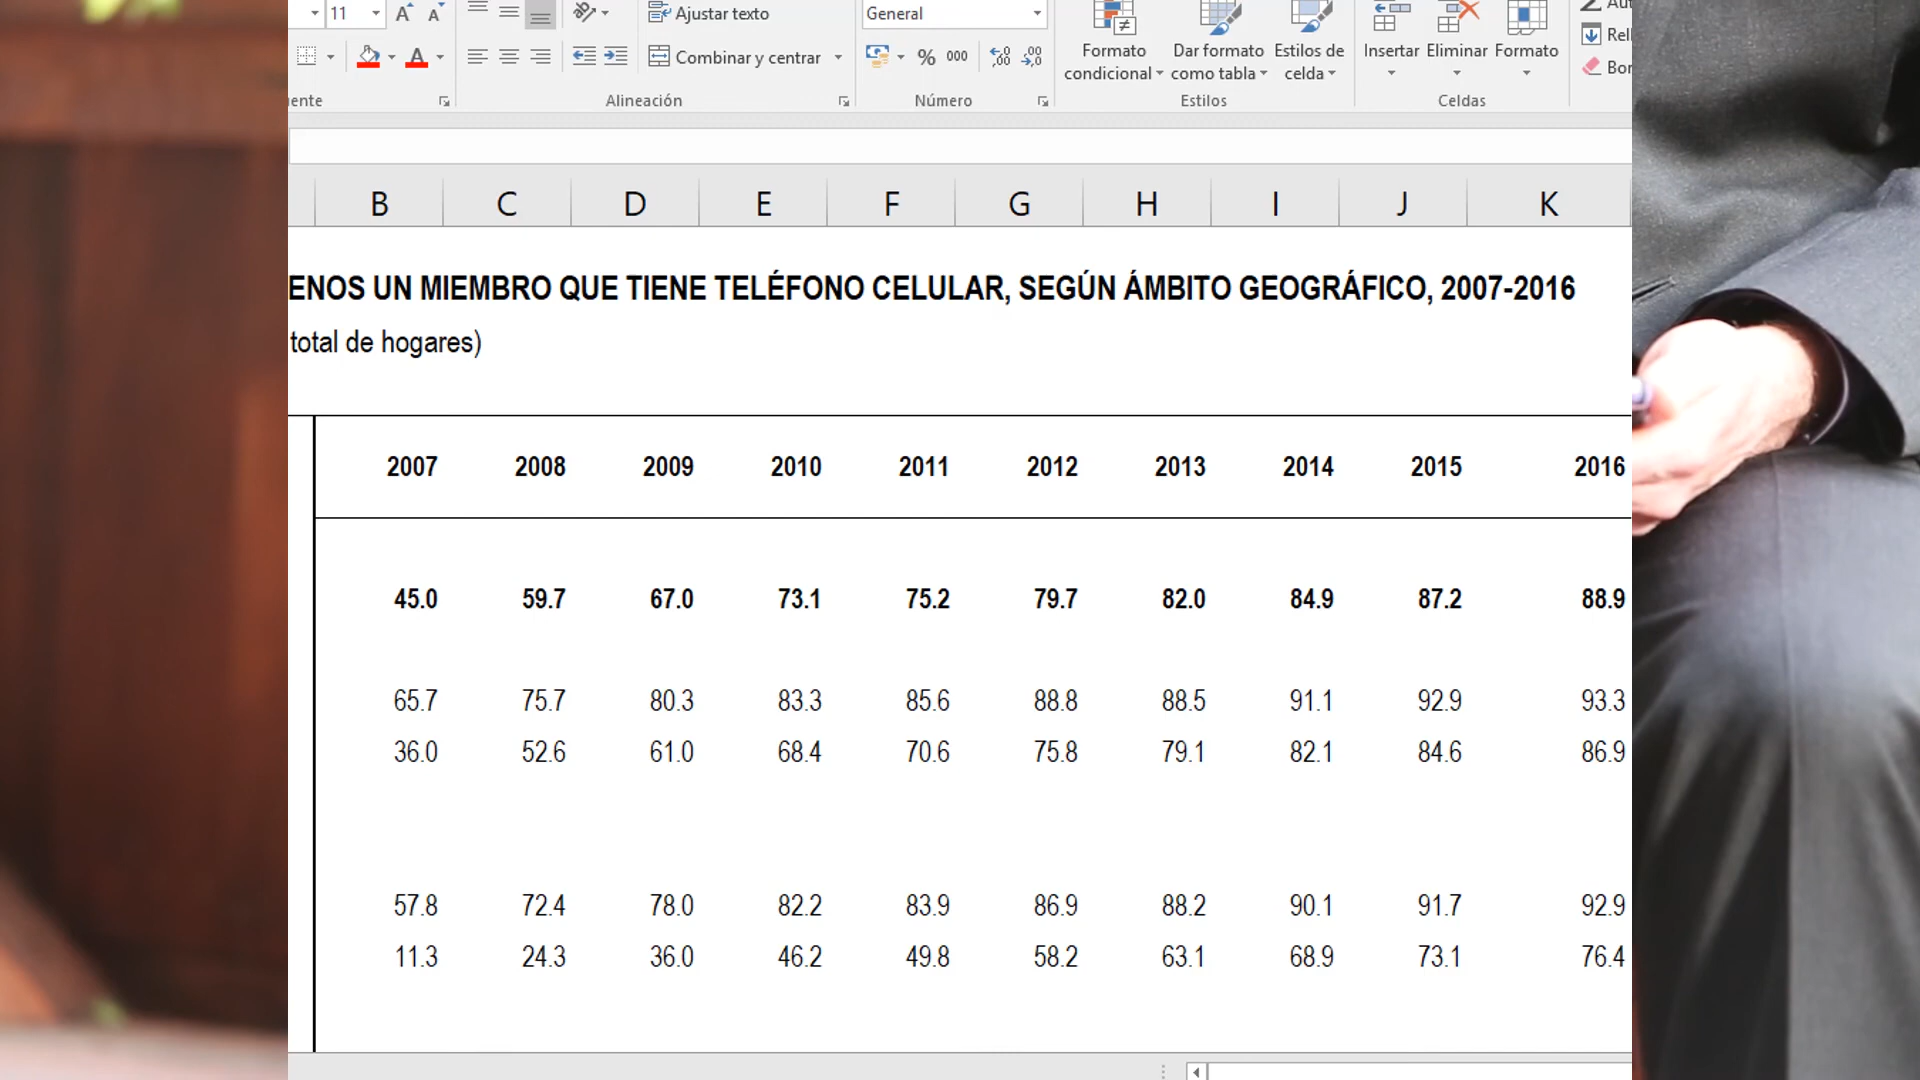 11 A A Ajustar texto General
A Combinar y centrar % 000 ,00 ,00
Formato condicional Dar formato como tabla Estilos de celda Insertar Eliminar Formato
Alineación Número Estilos Celdas
B C D E F G H I J K
ENOS UN MIEMBRO QUE TIENE TELÉFONO CELULAR, SEGÚN ÁMBITO GEOGRÁFICO, 2007-2016
total de hogares)
2007 2008 2009 2010 2011 2012 2013 2014 2015 2016
45.0 59.7 67.0 73.1 75.2 79.7 82.0 84.9 87.2 88.9
65.7 75.7 80.3 83.3 85.6 88.8 88.5 91.1 92.9 93.3
36.0 52.6 61.0 68.4 70.6 75.8 79.1 82.1 84.6 86.9
57.8 72.4 78.0 82.2 83.9 86.9 88.2 90.1 91.7 92.9
11.3 24.3 36.0 46.2 49.8 58.2 63.1 68.9 73.1 76.4